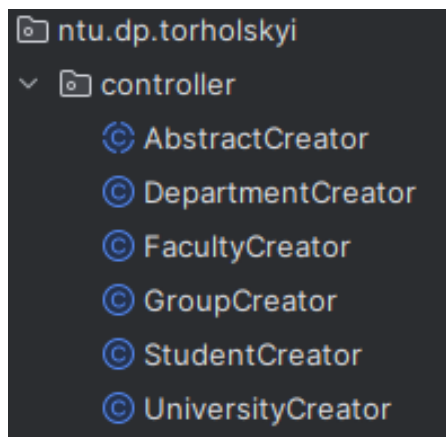 ntu.dp.torholskyi
controller
AbstractCreator
DepartmentCreator
FacultyCreator
GroupCreator
StudentCreator
UniversityCreator